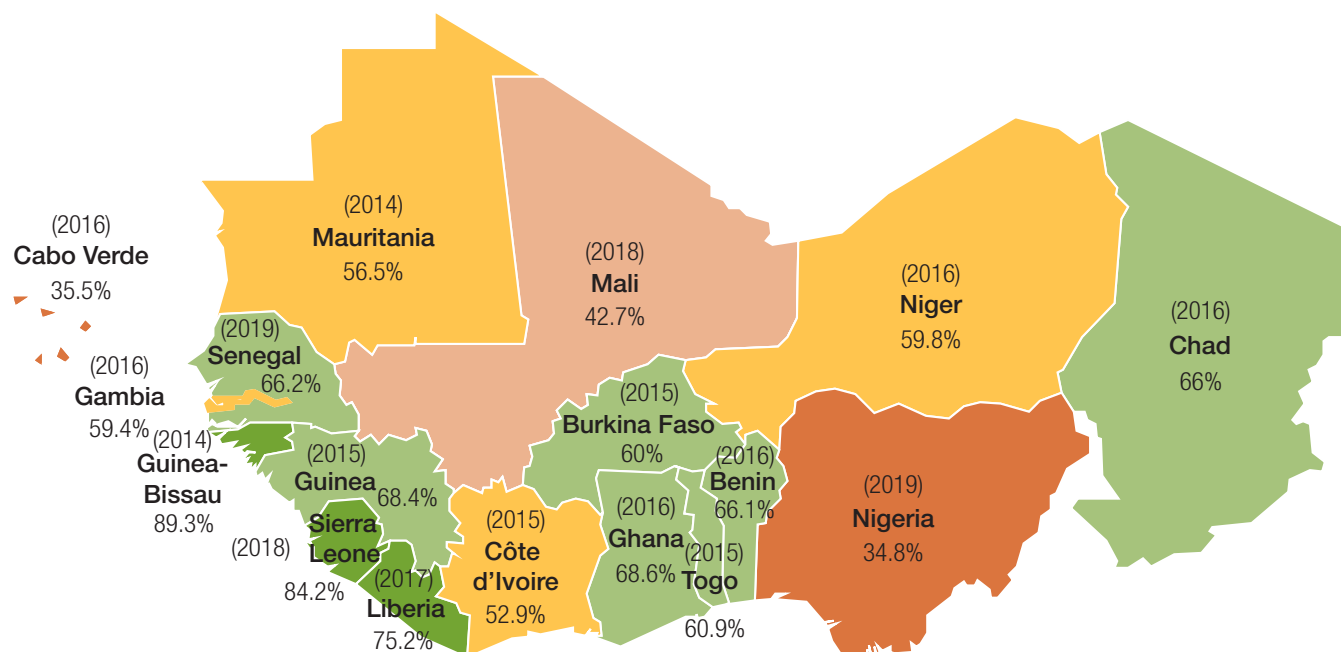 (2016)
Cabo Verde
35.5%
(2014)
Mauritania
56.5%
(2018)
Mali
42.7%
(2016)
Niger
59.8%
(2016)
Chad
66%
(2019)
Senegal
66.2%
(2016)
Gambia
59.4%
(2014)
Guinea-
Bissau
89.3%
(2015)
Guinea
68.4%
(2018)
Sierra
Leone
84.2%
(2017)
Liberia
75.2%
(2015)
Côte
d’Ivoire
52.9%
(2015)
Burkina Faso
60%
(2016)
Ghana
68.6%
(2015)
Togo
60.9%
(2016)
Benin
66.1%
(2019)
Nigeria
34.8%